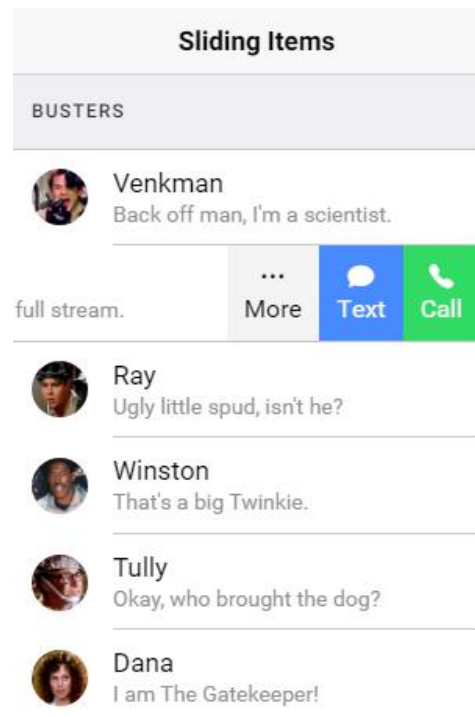 Sliding Items
BUSTERS
Venkman
Back off man, I'm a scientist.
full stream.
More
Text
Call
Ray
Ugly little spud, isn't he?
Winston
That's a big Twinkie.
Tully
Okay, who brought the dog?
Dana
I am The Gatekeeper!